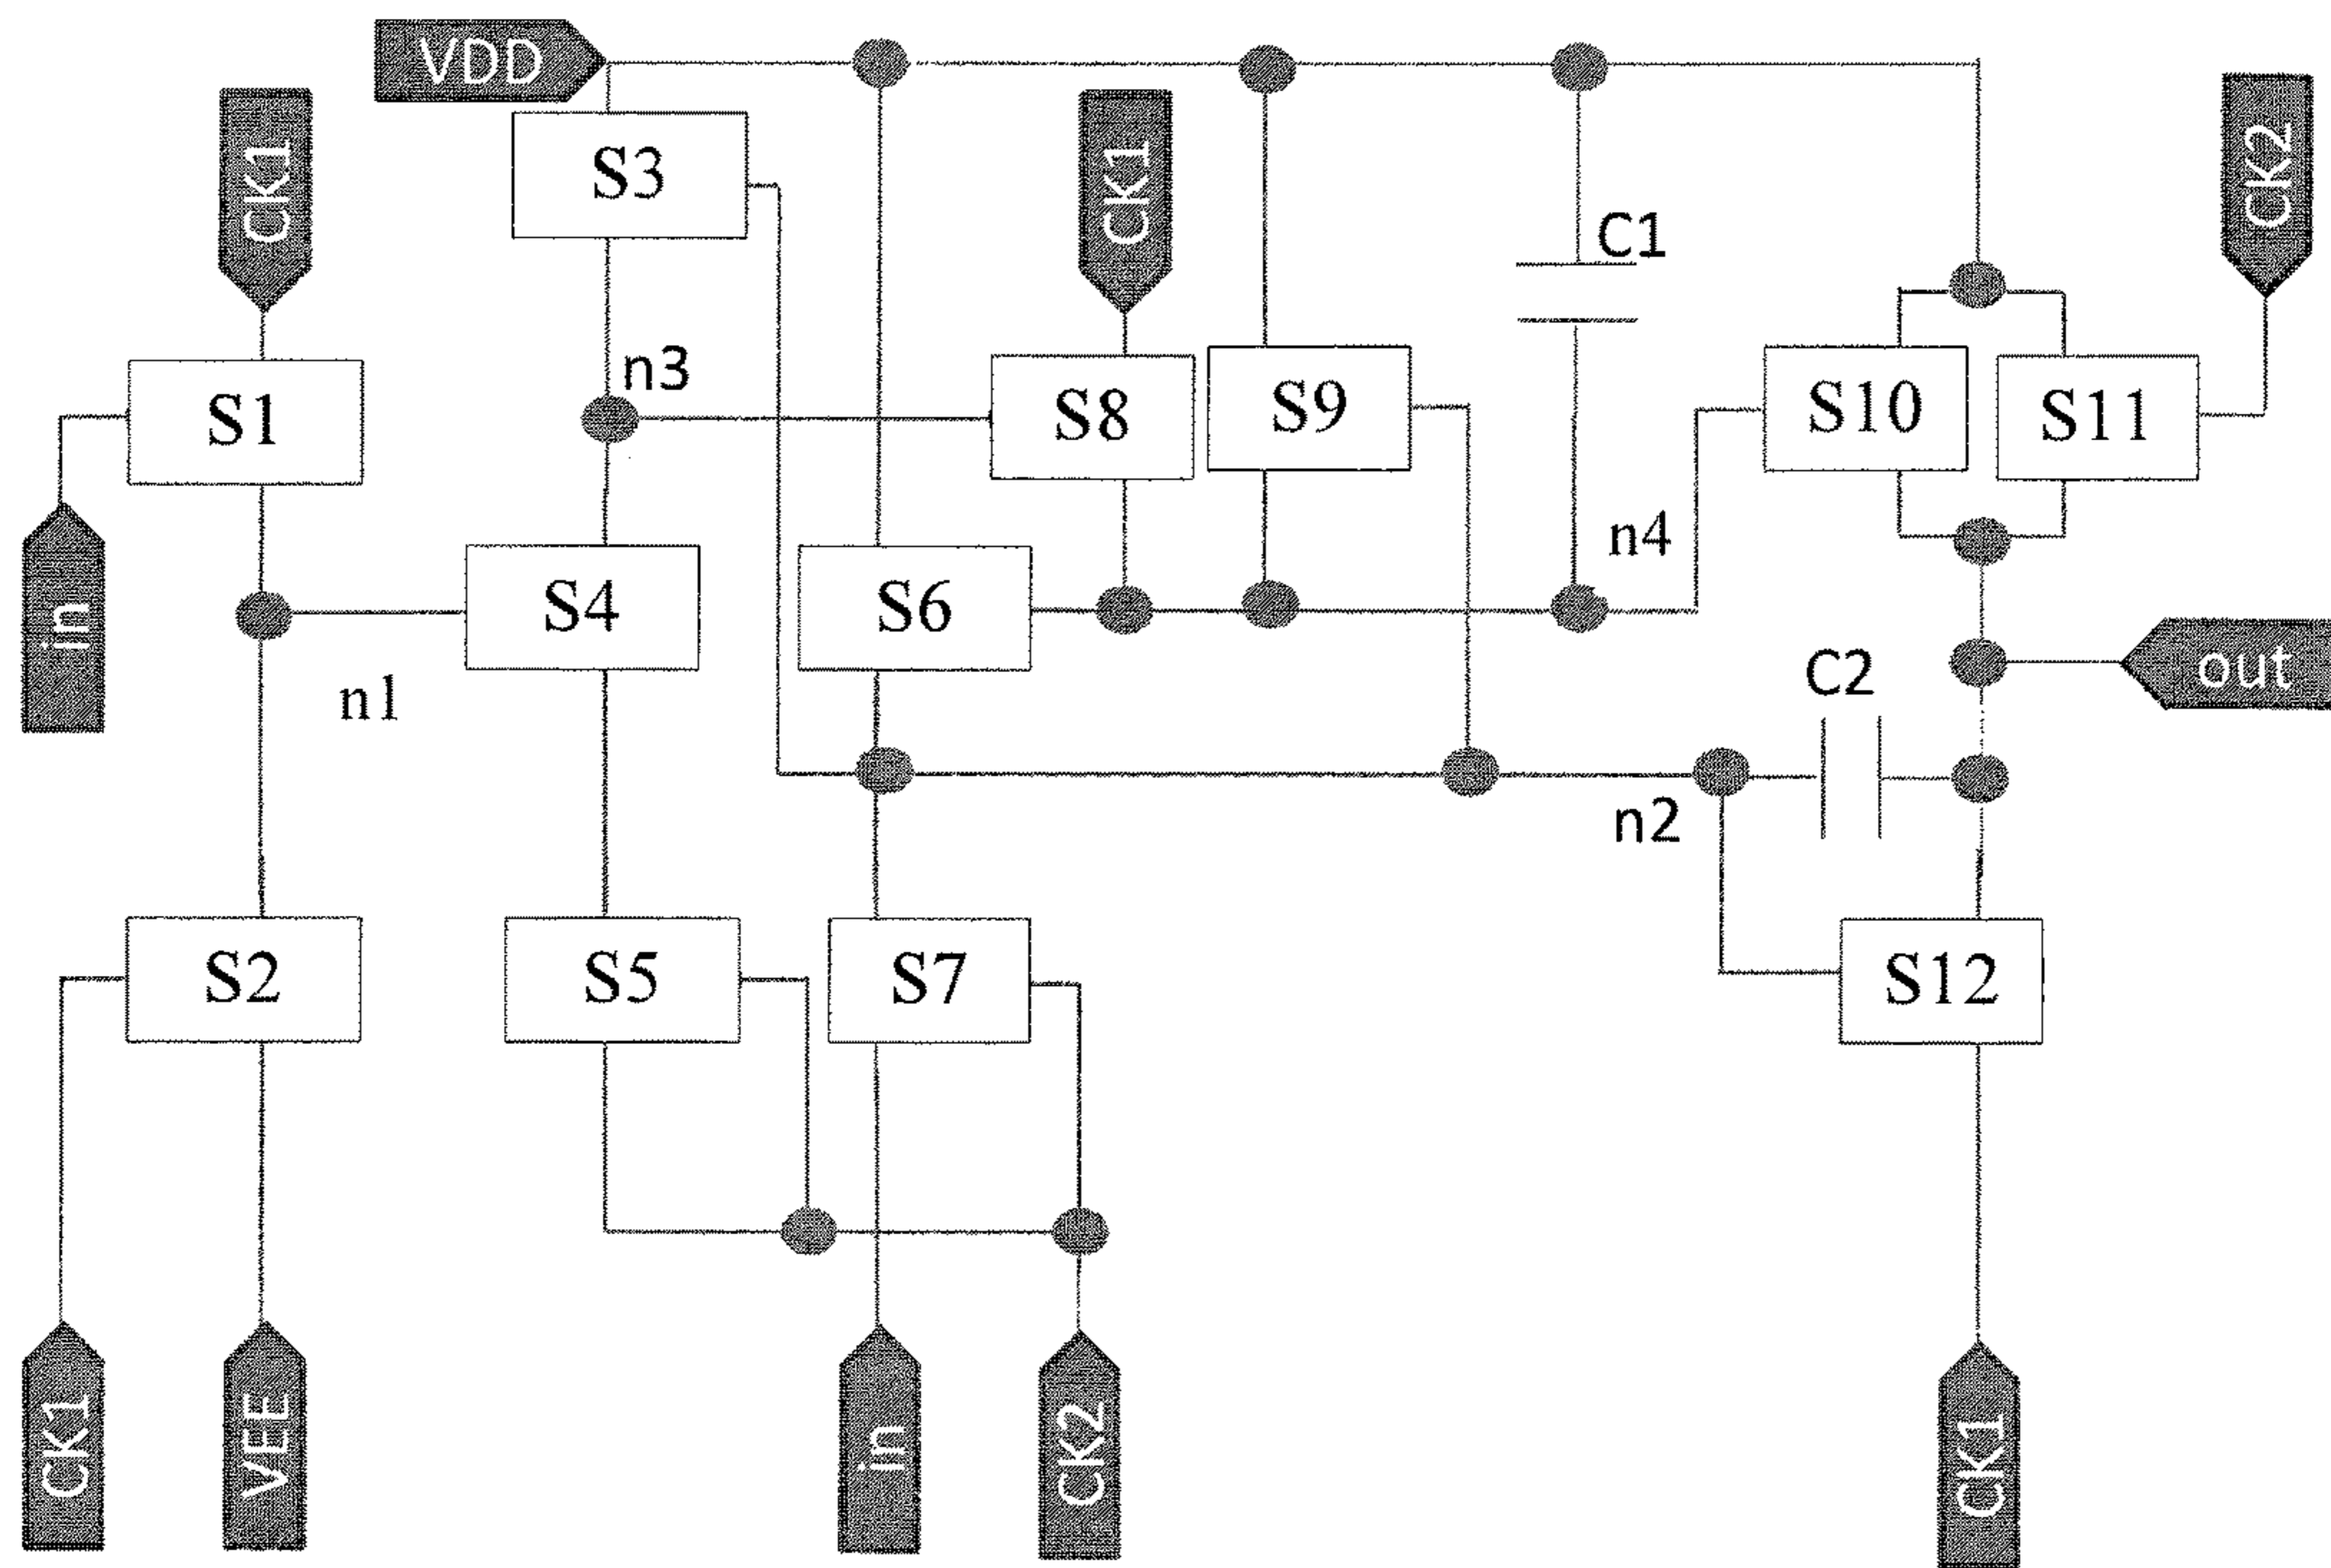 VDD
CK1
S3
CK1
CK2
C1
n3
S1
S8
S9
S10
S11
in
n4
S4
S6
n1
C2
out
n2
S2
S5
S7
S12
CK1
VEE
in
CK2
CK1